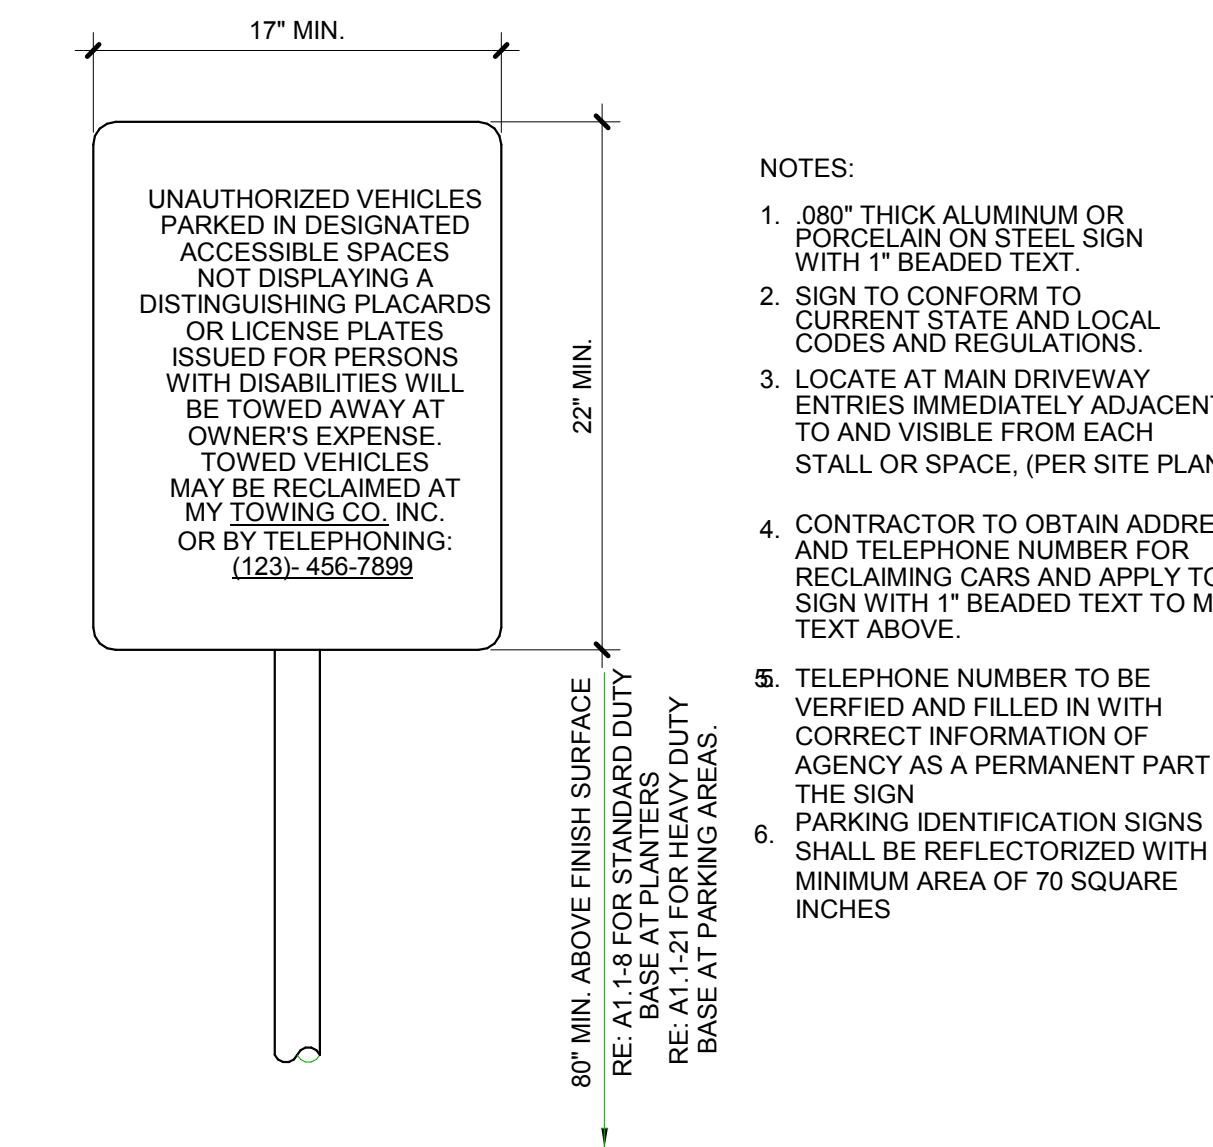 17" MIN.
UNAUTHORIZED VEHICLES
PARKED IN DESIGNATED
ACCESSIBLE SPACES
NOT DISPLAYING A
DISTINGUISHING PLACARDS
OR LICENSE PLATES
ISSUED FOR PERSONS
WITH DISABILITIES WILL
BE TOWED AWAY AT
OWNER'S EXPENSE.
TOWED VEHICLES
MAY BE RECLAIMED AT
MY TOWING CO. INC.
OR BY TELEPHONING:
(123)- 456-7899
22" MIN.
80" MIN. ABOVE FINISH SURFACE
RE: A1.1-8 FOR STANDARD DUTY
BASE AT PLANTERS
RE: A1.1-21 FOR HEAVY DUTY
BASE AT PARKING AREAS.
NOTES:
1. .080" THICK ALUMINUM OR
PORCELAIN ON STEEL SIGN
WITH 1" BEADED TEXT.
2. SIGN TO CONFORM TO
CURRENT STATE AND LOCAL
CODES AND REGULATIONS.
3. LOCATE AT MAIN DRIVEWAY
ENTRIES IMMEDIATELY ADJACENT
TO AND VISIBLE FROM EACH
STALL OR SPACE, (PER SITE PLAN
4. CONTRACTOR TO OBTAIN ADDRE
AND TELEPHONE NUMBER FOR
RECLAIMING CARS AND APPLY TO
SIGN WITH 1" BEADED TEXT TO M
TEXT ABOVE.
5. TELEPHONE NUMBER TO BE
VERFIED AND FILLED IN WITH
CORRECT INFORMATION OF
AGENCY AS A PERMANENT PART
THE SIGN
6. PARKING IDENTIFICATION SIGNS
SHALL BE REFLECTORIZED WITH
MINIMUM AREA OF 70 SQUARE
INCHES